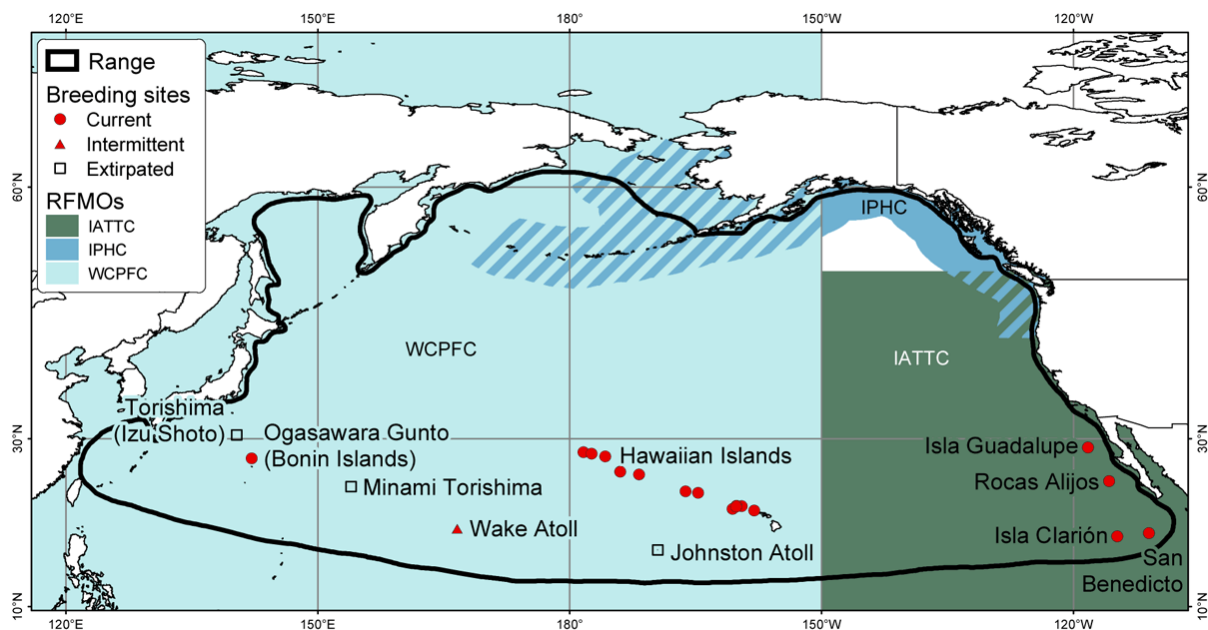 120°E 150°E 180° 150°W 120°W
Range
Breeding sites
Current
Intermittent
Extirpated
RFMOs
IATTC
IPHC
WCPFC
60°N 60°N
IPHC
WCPFC
IATTC
Torishima
(Izu Shoto)
Ogasawara Gunto
(Bonin Islands)
Minami Torishima
Wake Atoll
Hawaiian Islands
Johnston Atoll
30°N 30°N
Isla Guadalupe
Rocas Alijos
Isla Clarión
San
Benedicto
10°N 10°N
120°E 150°E 180° 150°W 120°W